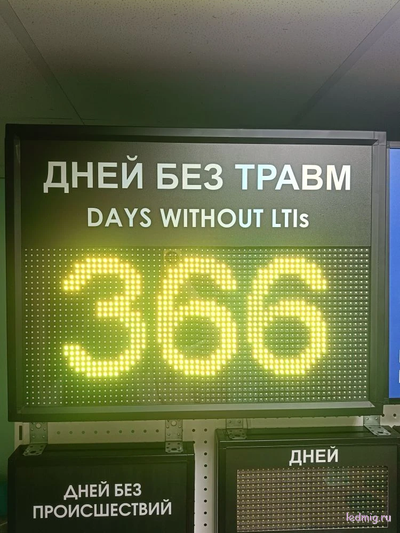 ДНЕЙ БЕЗ ТРАВМ
DAYS WITHOUT LTIs
366
ДНЕЙ БЕЗ
ПРОИСШЕСТВИЙ
ДНЕЙ
ledmig.ru